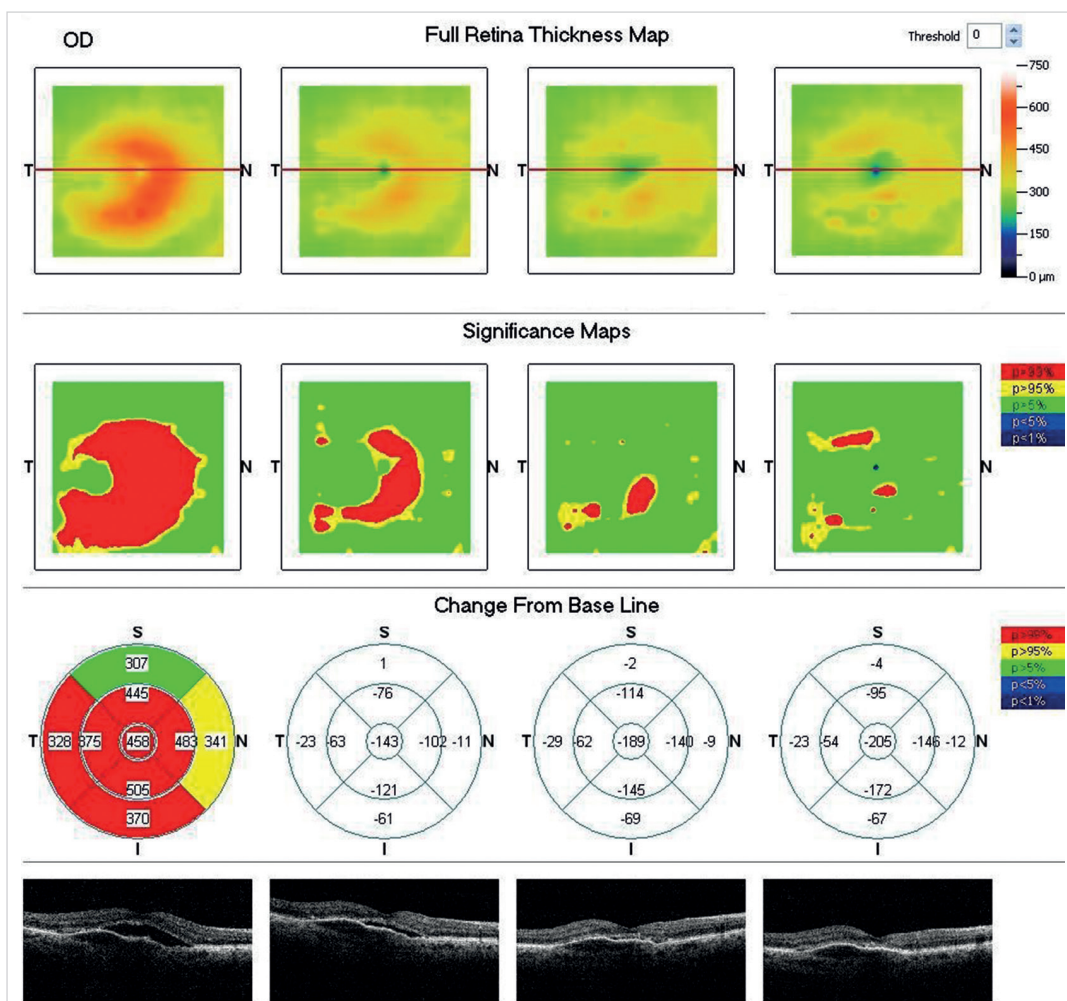 OD
Full Retina Thickness Map
Threshold 0
T N T N T N T N
750
600
450
300
150
0 µm
Significance Maps
T N T N T N T N
p>99%
p>95%
p>5%
p<5%
p<1%
Change From Base Line
S S S S
307 1 -2 -4
445 -76 -114 -95
T 328 375 458 483 341 N
-23 -63 -143 -102 -11 N
T -29 -62 -189 -140 -9 N
T -23 -54 -205 -146 -12 N
505 -121 -145 -172
370 -61 -69 -67
I I I I
p>99%
p>95%
p>5%
p<5%
p<1%